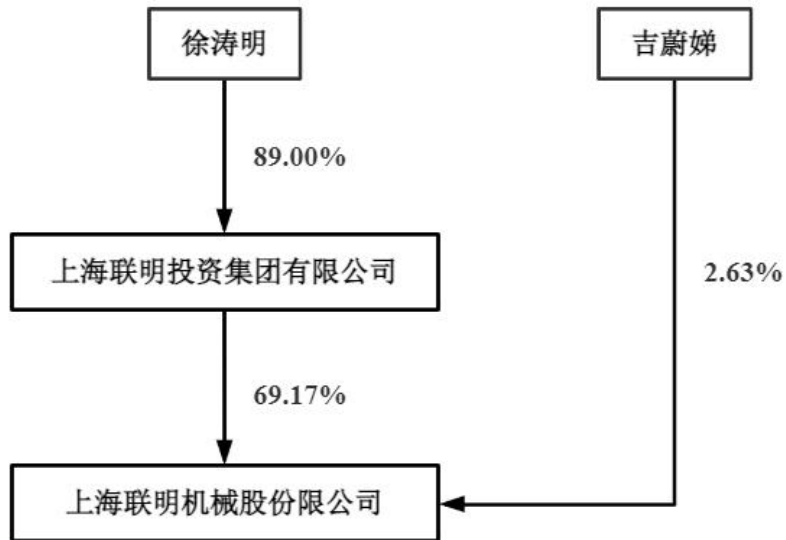 徐涛明
吉蔚娣
89.00%
上海联明投资集团有限公司
2.63%
69.17%
上海联明机械股份限公司